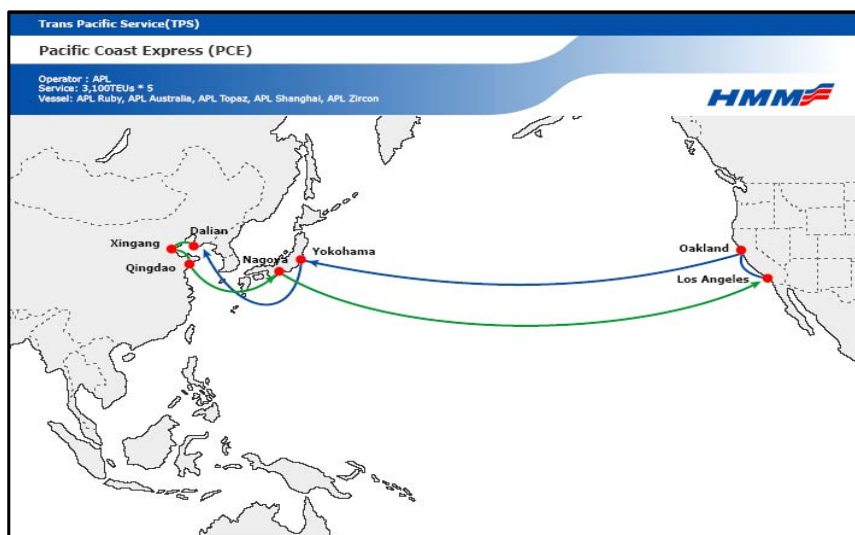 Trans Pacific Service(TPS)
Pacific Coast Express (PCE)
Operator : APL
Service: 3,100TEUs * 5
Vessel: APL Ruby, APL Australia, APL Topaz, APL Shanghai, APL Zircon
HMM
Dalian
Xingang
Qingdao
Nagoya
Yokohama
Oakland
Los Angeles